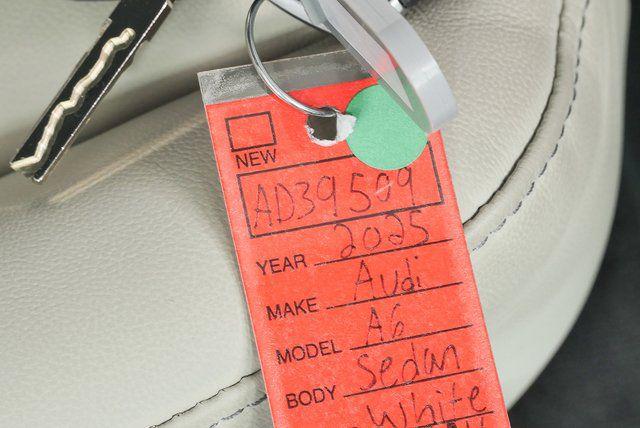 NEW
AD39509
YEAR 2025
MAKE Audi
MODEL A6
BODY Sedan
White